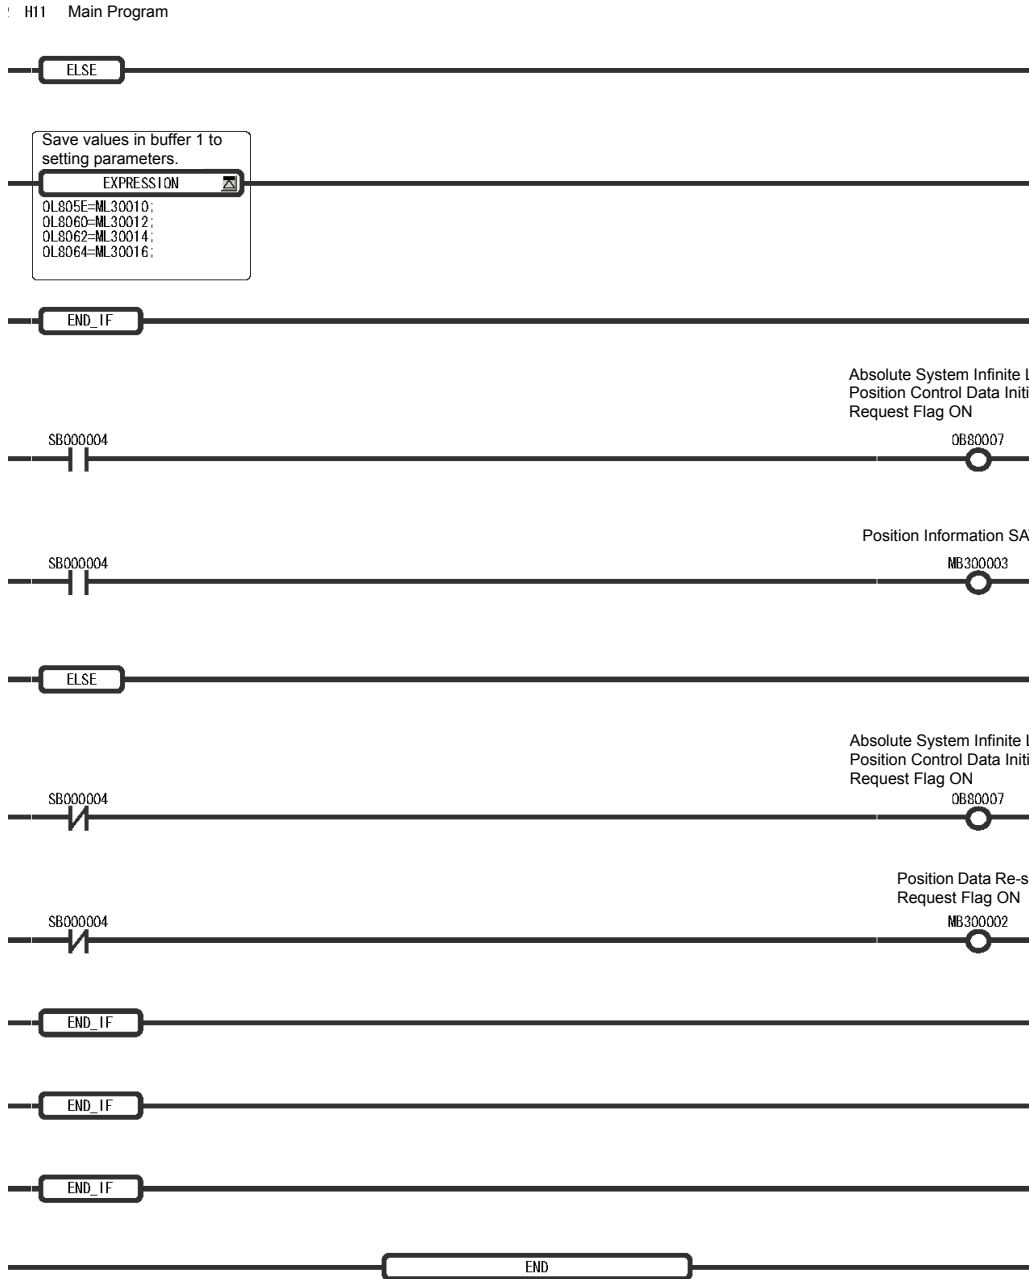 H11 Main Program
ELSE
Save values in buffer 1 to
setting parameters.
EXPRESSION
OL805E=ML30010;
OL8060=ML30012;
OL8062=ML30014;
OL8064=ML30016;
END_IF
Absolute System Infinite
Position Control Data
Request Flag ON
SB000004
OB80007
Position Information
SB000004
MB300003
ELSE
Absolute System Infinite
Position Control Data
Request Flag ON
SB000004
OB80007
Position Data
Request Flag ON
SB000004
MB300002
END_IF
END_IF
END_IF
END